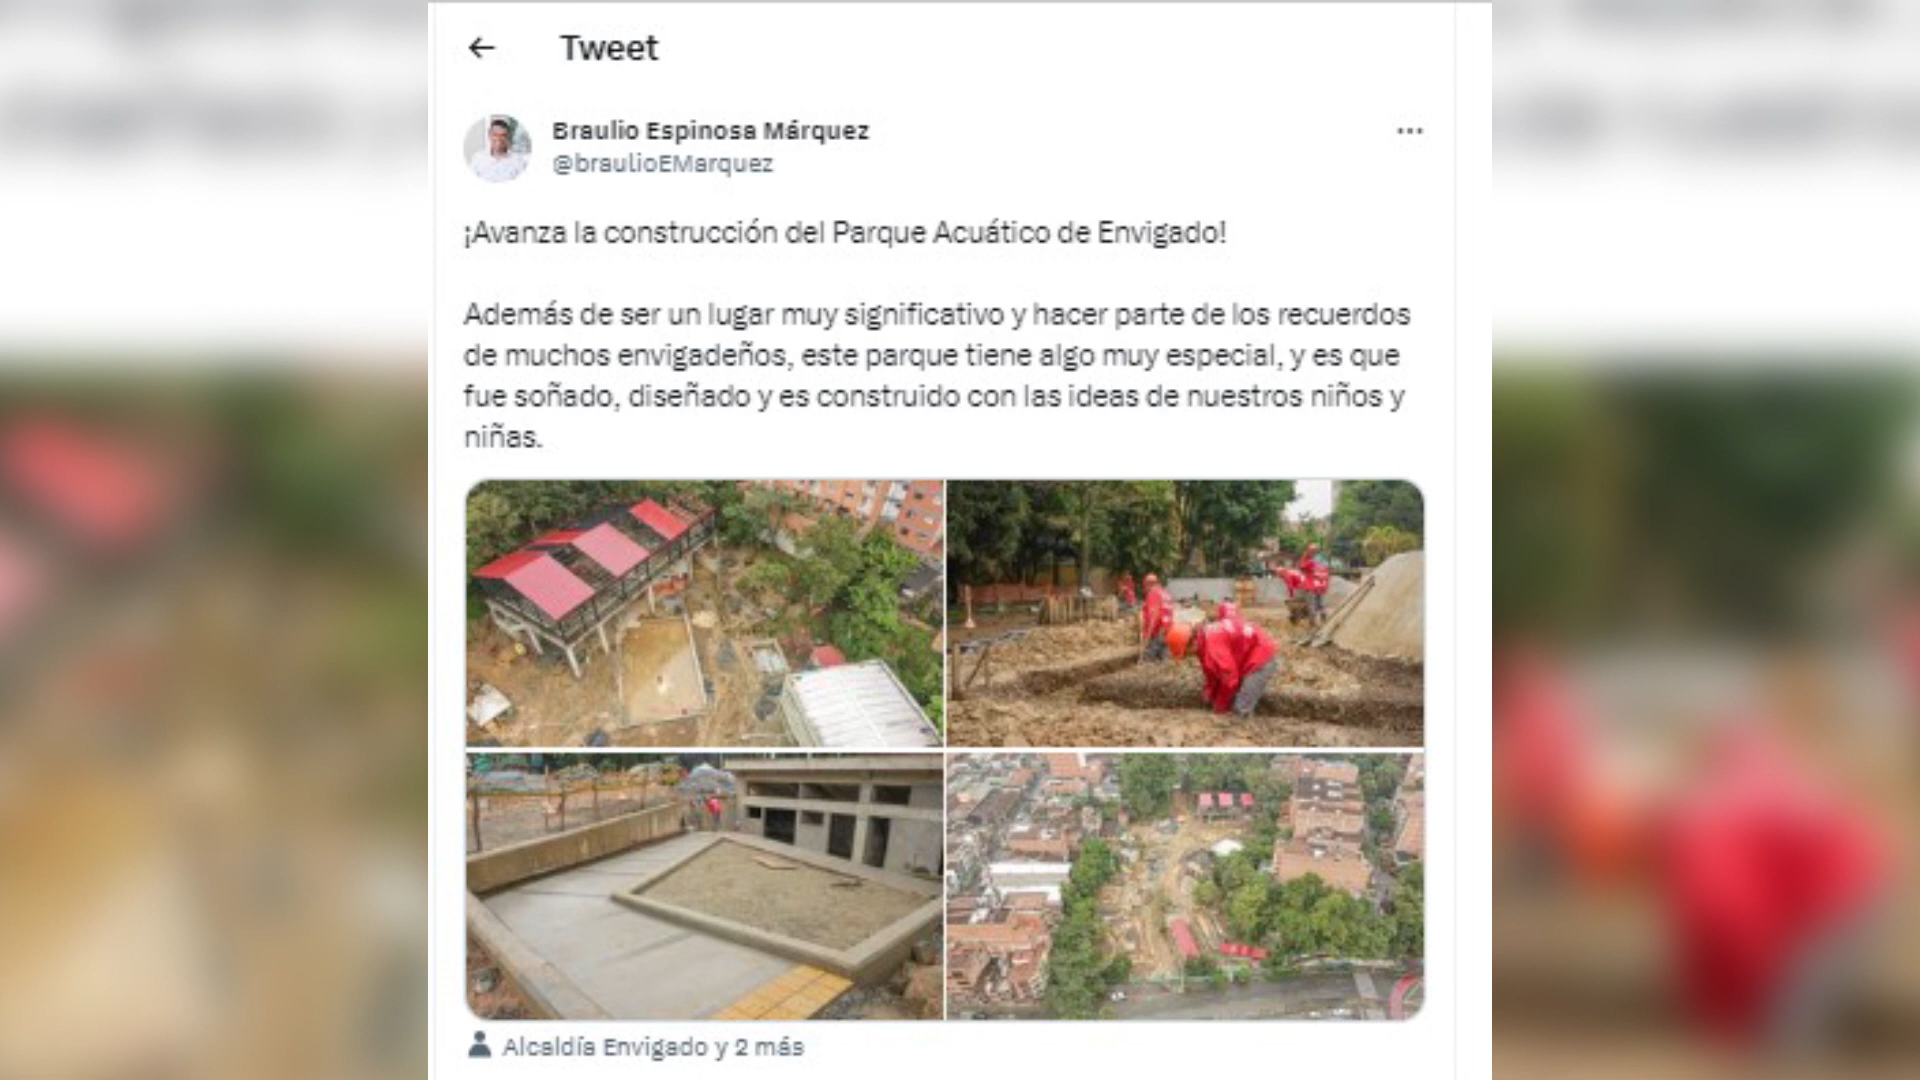 Tweet
Braulio Espinosa Márquez
@braulioEMarquez
¡Avanza la construcción del Parque Acuático de Envigado!
Además de ser un lugar muy significativo y hacer parte de los recuerdos
de muchos envigadeños, este parque tiene algo muy especial, y es que
fue soñado, diseñado y es construido con las ideas de nuestros niños y
niñas.
Alcaldía Envigado y 2 más